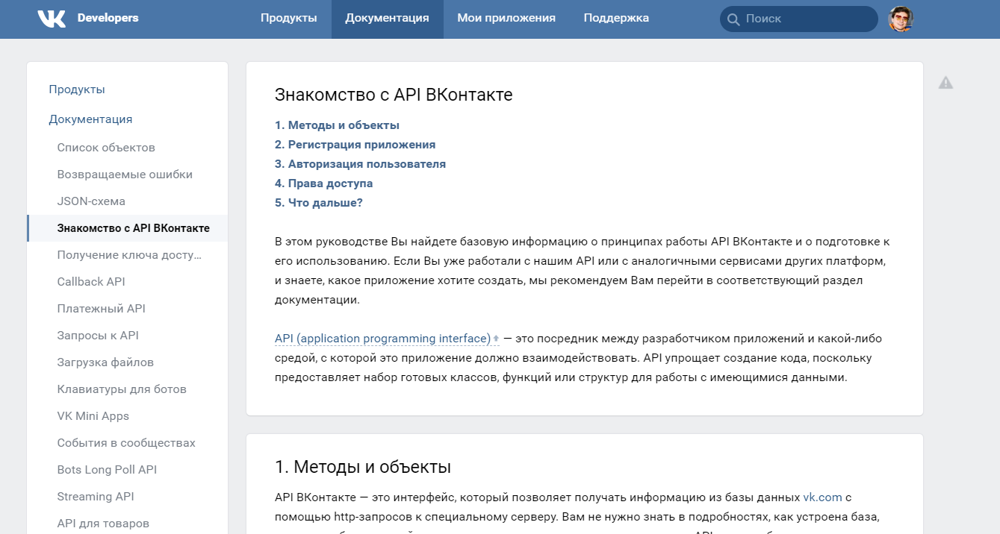 VK Developers
Продукты
Документация
Мои приложения
Поддержка
Поиск
Продукты
Документация
Список объектов
Возвращаемые ошибки
JSON-схема
Знакомство с API ВКонтакте
Получение ключа досту...
Callback API
Платежный API
Запросы к API
Загрузка файлов
Клавиатуры для ботов
VK Mini Apps
События в сообществах
Bots Long Poll API
Streaming API
API для товаров
Знакомство с API ВКонтакте
1. Методы и объекты
2. Регистрация приложения
3. Авторизация пользователя
4. Права доступа
5. Что дальше?
В этом руководстве Вы найдете базовую информацию о принципах работы API ВКонтакте и о подготовке к
его использованию. Если Вы уже работали с нашим API или с аналогичными сервисами других платформ,
и знаете, какое приложение хотите создать, мы рекомендуем Вам перейти в соответствующий раздел
документации.
API (application programming interface) — это посредник между разработчиком приложений и какой-либо
средой, с которой это приложение должно взаимодействовать. API упрощает создание кода, поскольку
предоставляет набор готовых классов, функций или структур для работы с имеющимися данными.
1. Методы и объекты
API ВКонтакте — это интерфейс, который позволяет получать информацию из базы данных vk.com с
помощью http-запросов к специальному серверу. Вам не нужно знать в подробностях, как устроена база,